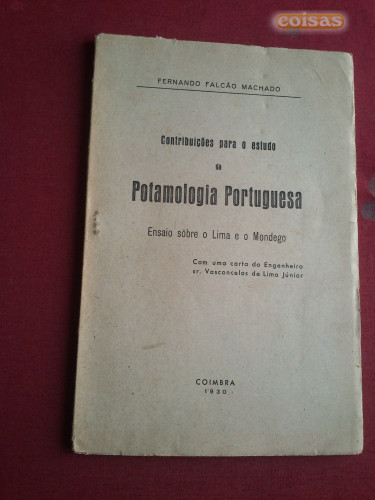 coisas
FERNANDO FALCÃO MACHADO
Contribuições para o estudo
da
Potamologia Portuguesa
Ensaio sôbre o Lima e o Mondego
Com uma carta do Engenheiro
sr. Vasconcelos de Lima Júnior
COIMBRA
1930